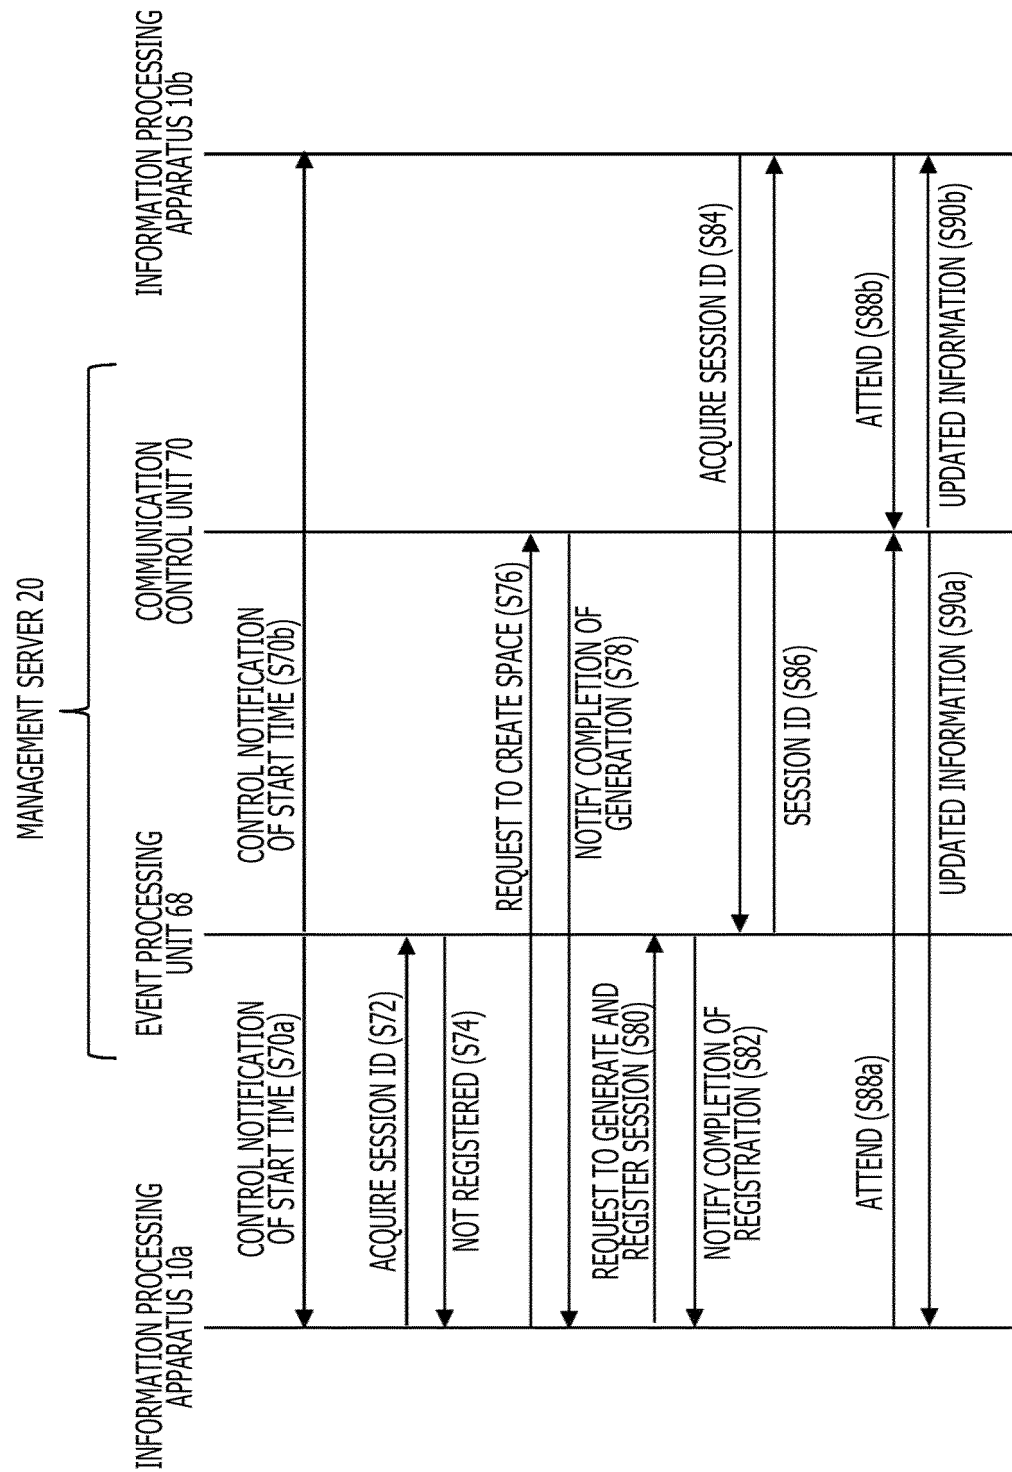 MANAGEMENT SERVER 20
INFORMATION PROCESSING
APPARATUS 10a
EVENT PROCESSING
UNIT 68
COMMUNICATION
CONTROL UNIT 70
INFORMATION PROCESSING
APPARATUS 10b
CONTROL NOTIFICATION
OF START TIME (S70a)
CONTROL NOTIFICATION
OF START TIME (S70b)
ACQUIRE SESSION ID (S72)
NOT REGISTERED (S74)
REQUEST TO CREATE SPACE (S76)
NOTIFY COMPLETION OF
GENERATION (S78)
REQUEST TO GENERATE AND
REGISTER SESSION (S80)
NOTIFY COMPLETION OF
REGISTRATION (S82)
ACQUIRE SESSION ID (S84)
SESSION ID (S86)
ATTEND (S88a)
ATTEND (S88b)
UPDATED INFORMATION (S90a)
UPDATED INFORMATION (S90b)